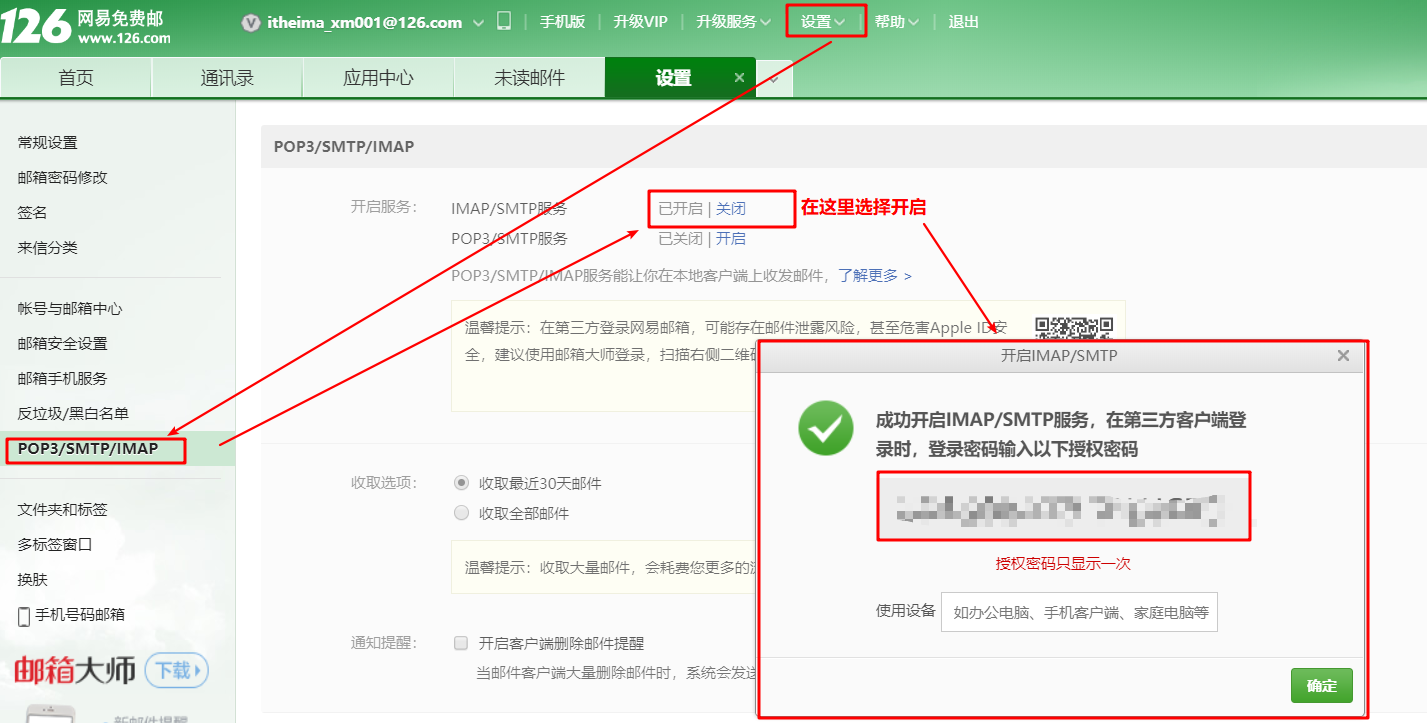 126 网易免费邮
www.126.com
itheima_xm001@126.com
手机版
升级VIP
升级服务
设置
帮助
退出
首页
通讯录
应用中心
未读邮件
设置
常规设置
邮箱密码修改
签名
来信分类
帐号与邮箱中心
邮箱安全设置
邮箱手机服务
反垃圾/黑白名单
POP3/SMTP/IMAP
文件夹和标签
多标签窗口
换肤
手机号码邮箱
邮箱大师 下载
新邮件提醒
POP3/SMTP/IMAP
开启服务： IMAP/SMTP服务 已开启 | 关闭 在这里选择开启
POP3/SMTP服务 已关闭 | 开启
POP3/SMTP/IMAP服务能让你在本地客户端上收发邮件，了解更多 >
温馨提示：在第三方登录网易邮箱，可能存在邮件泄露风险，甚至危害Apple ID安
全，建议使用邮箱大师登录，扫描右侧二维
收取选项： 收取最近30天邮件
收取全部邮件
温馨提示：收取大量邮件，会耗费您更多的
通知提醒： 开启客户端删除邮件提醒
当邮件客户端大量删除邮件时，系统会发送
开启IMAP/SMTP
成功开启IMAP/SMTP服务，在第三方客户端登
录时，登录密码输入以下授权密码
授权密码只显示一次
使用设备 如办公电脑、手机客户端、家庭电脑等
确定